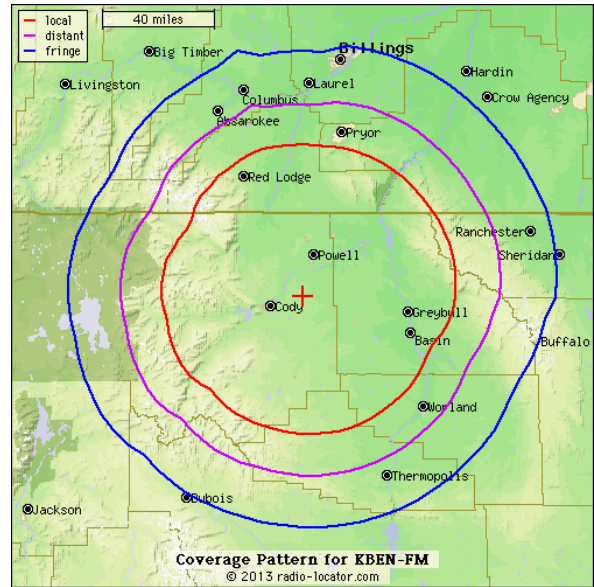 local
distant
fringe
40 miles
Billings
Big Timber
Livingston
Columbus
Laurel
Hardin
Crow Agency
Absarokee
Pryor
Red Lodge
Ranchester
Powell
Sheridan
Cody
Greybull
Basin
Buffalo
Worland
Thermopolis
Dubois
Jackson
Coverage Pattern for KBEN-FM
© 2013 radio-locator.com